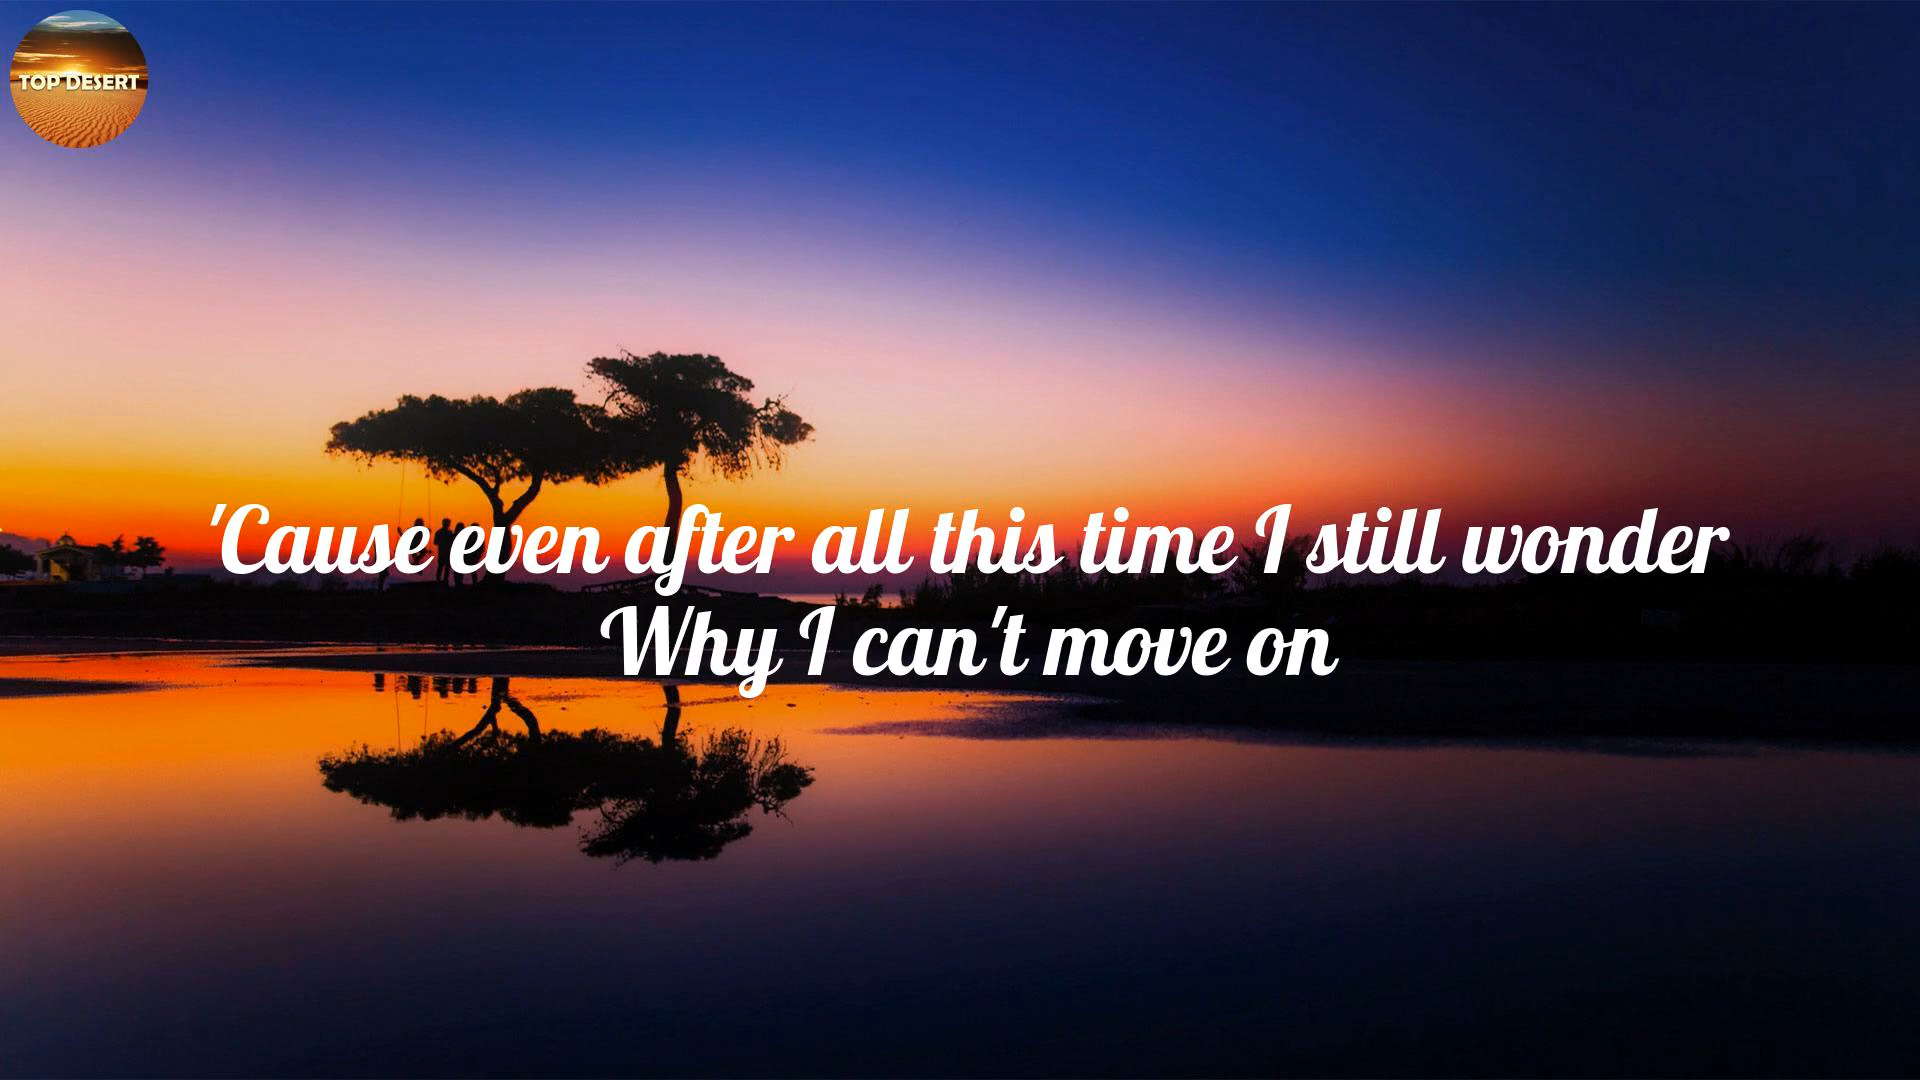 TOP DESERT
'Cause even after all this time I still wonder
Why I can't move on